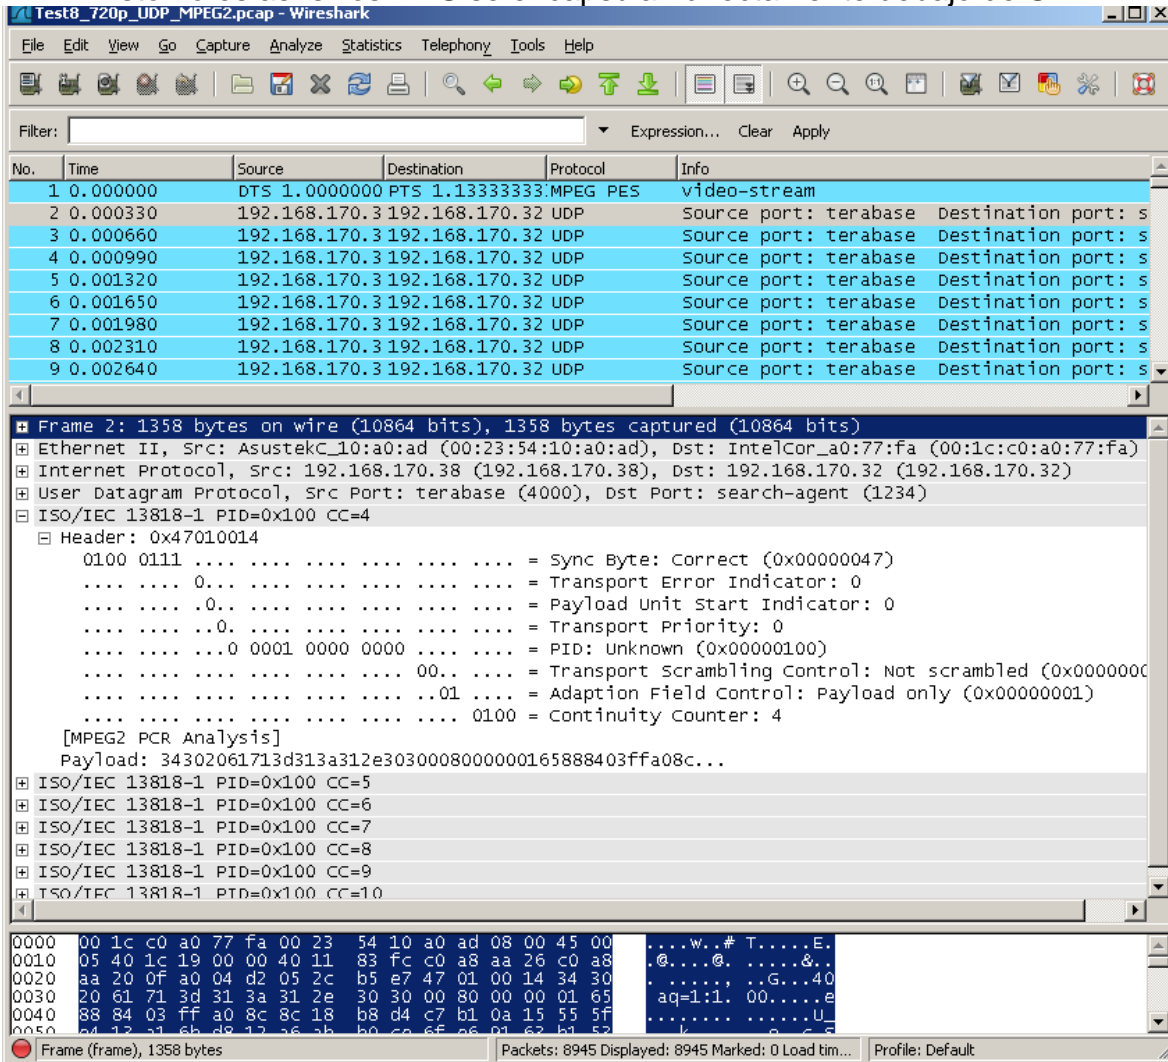 Test8_720p_UDP_MPEG2.pcap - Wireshark
File Edit View Go Capture Analyze Statistics Telephony Tools Help
Filter: Expression... Clear Apply
No. Time Source Destination Protocol Info
1 0.000000 DTS 1.0000000 PTS 1.13333333 MPEG PES video-stream
2 0.000330 192.168.170.3 192.168.170.32 UDP Source port: terabase Destination port: s
3 0.000660 192.168.170.3 192.168.170.32 UDP Source port: terabase Destination port: s
4 0.000990 192.168.170.3 192.168.170.32 UDP Source port: terabase Destination port: s
5 0.001320 192.168.170.3 192.168.170.32 UDP Source port: terabase Destination port: s
6 0.001650 192.168.170.3 192.168.170.32 UDP Source port: terabase Destination port: s
7 0.001980 192.168.170.3 192.168.170.32 UDP Source port: terabase Destination port: s
8 0.002310 192.168.170.3 192.168.170.32 UDP Source port: terabase Destination port: s
9 0.002640 192.168.170.3 192.168.170.32 UDP Source port: terabase Destination port: s
Frame 2: 1358 bytes on wire (10864 bits), 1358 bytes captured (10864 bits)
Ethernet II, Src: AsustekC_10:a0:ad (00:23:54:10:a0:ad), Dst: IntelCor_a0:77:fa (00:1c:c0:a0:77:fa)
Internet Protocol, Src: 192.168.170.38 (192.168.170.38), Dst: 192.168.170.32 (192.168.170.32)
User Datagram Protocol, Src Port: terabase (4000), Dst Port: search-agent (1234)
ISO/IEC 13818-1 PID=0x100 CC=4
Header: 0x47010014
0100 0111 .... .... .... .... .... .... = Sync Byte: Correct (0x00000047)
.... .... 0... .... .... .... .... .... = Transport Error Indicator: 0
.... .... .0.. .... .... .... .... .... = Payload Unit Start Indicator: 0
.... .... ..0. .... .... .... .... .... = Transport Priority: 0
.... .... ...0 0001 0000 0000 .... .... = PID: Unknown (0x00000100)
.... .... .... .... .... .... 00.. .... = Transport Scrambling Control: Not scrambled (0x0000000
.... .... .... .... .... .... ..01 .... = Adaption Field Control: Payload only (0x00000001)
.... .... .... .... .... .... .... 0100 = Continuity Counter: 4
[MPEG2 PCR Analysis]
Payload: 34302061713d313a312e3030008000000165888403ffa08c...
ISO/IEC 13818-1 PID=0x100 CC=5
ISO/IEC 13818-1 PID=0x100 CC=6
ISO/IEC 13818-1 PID=0x100 CC=7
ISO/IEC 13818-1 PID=0x100 CC=8
ISO/IEC 13818-1 PID=0x100 CC=9
ISO/IEC 13818-1 PID=0x100 CC=10
0000 00 1c c0 a0 77 fa 00 23 54 10 a0 ad 08 00 45 00 ....w..# T.....E.
0010 05 40 1c 19 00 00 40 11 83 fc c0 a8 aa 26 c0 a8 .@....@. .....&..
0020 aa 20 0f a0 04 d2 05 2c b5 e7 47 01 00 14 34 30 . ....., ..G...40
0030 20 61 71 3d 31 3a 31 2e 30 30 00 80 00 00 01 65 aq=1:1. 00.....e
0040 88 84 03 ff a0 8c 8c 18 b8 d4 c7 b1 0a 15 55 5f ........ ......U_
Frame (frame), 1358 bytes Packets: 8945 Displayed: 8945 Marked: 0 Load tim... Profile: Default